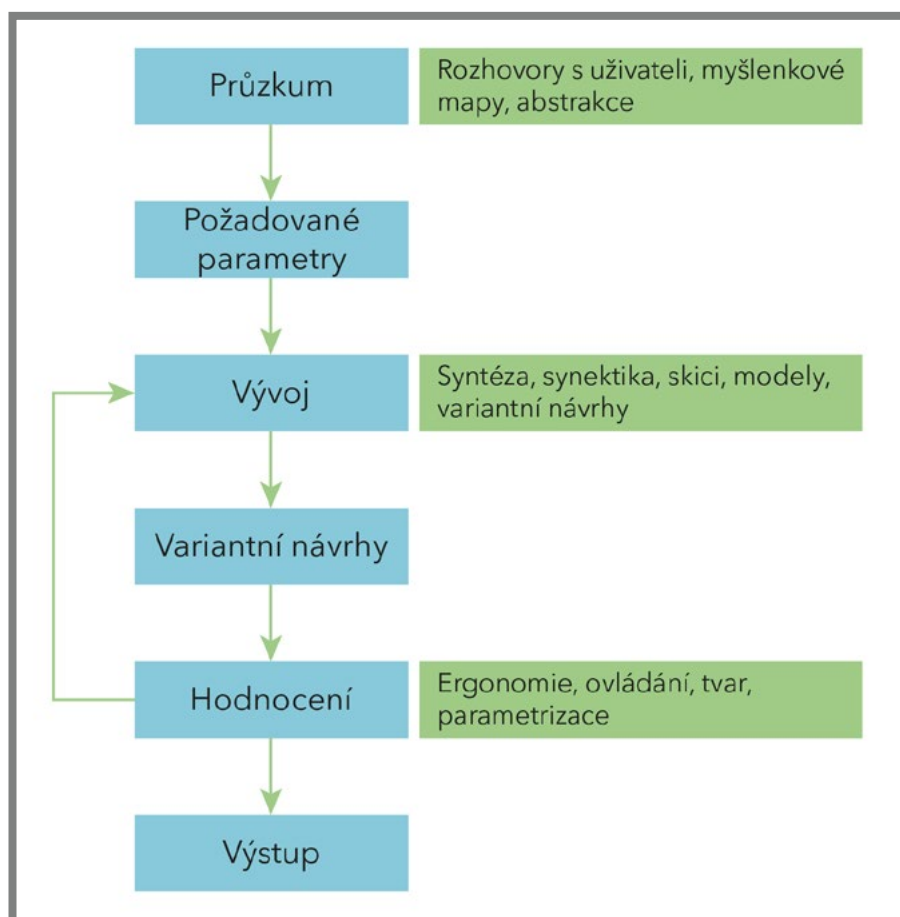 Průzkum
Rozhovory s uživateli, myšlenkové
mapy, abstrakce
Požadované
parametry
Vývoj
Syntéza, synektika, skici, modely,
variantní návrhy
Variantní návrhy
Hodnocení
Ergonomie, ovládání, tvar,
parametrizace
Výstup